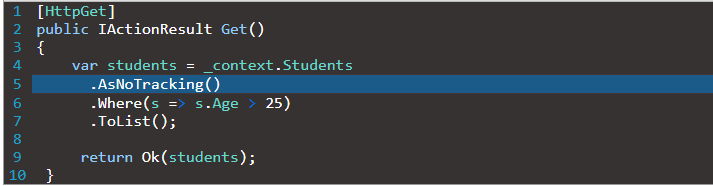 1 [HttpGet]
2 public IActionResult Get()
3 {
4 var students = _context.Students
5 .AsNoTracking()
6 .Where(s => s.Age > 25)
7 .ToList();
8
9 return Ok(students);
10 }